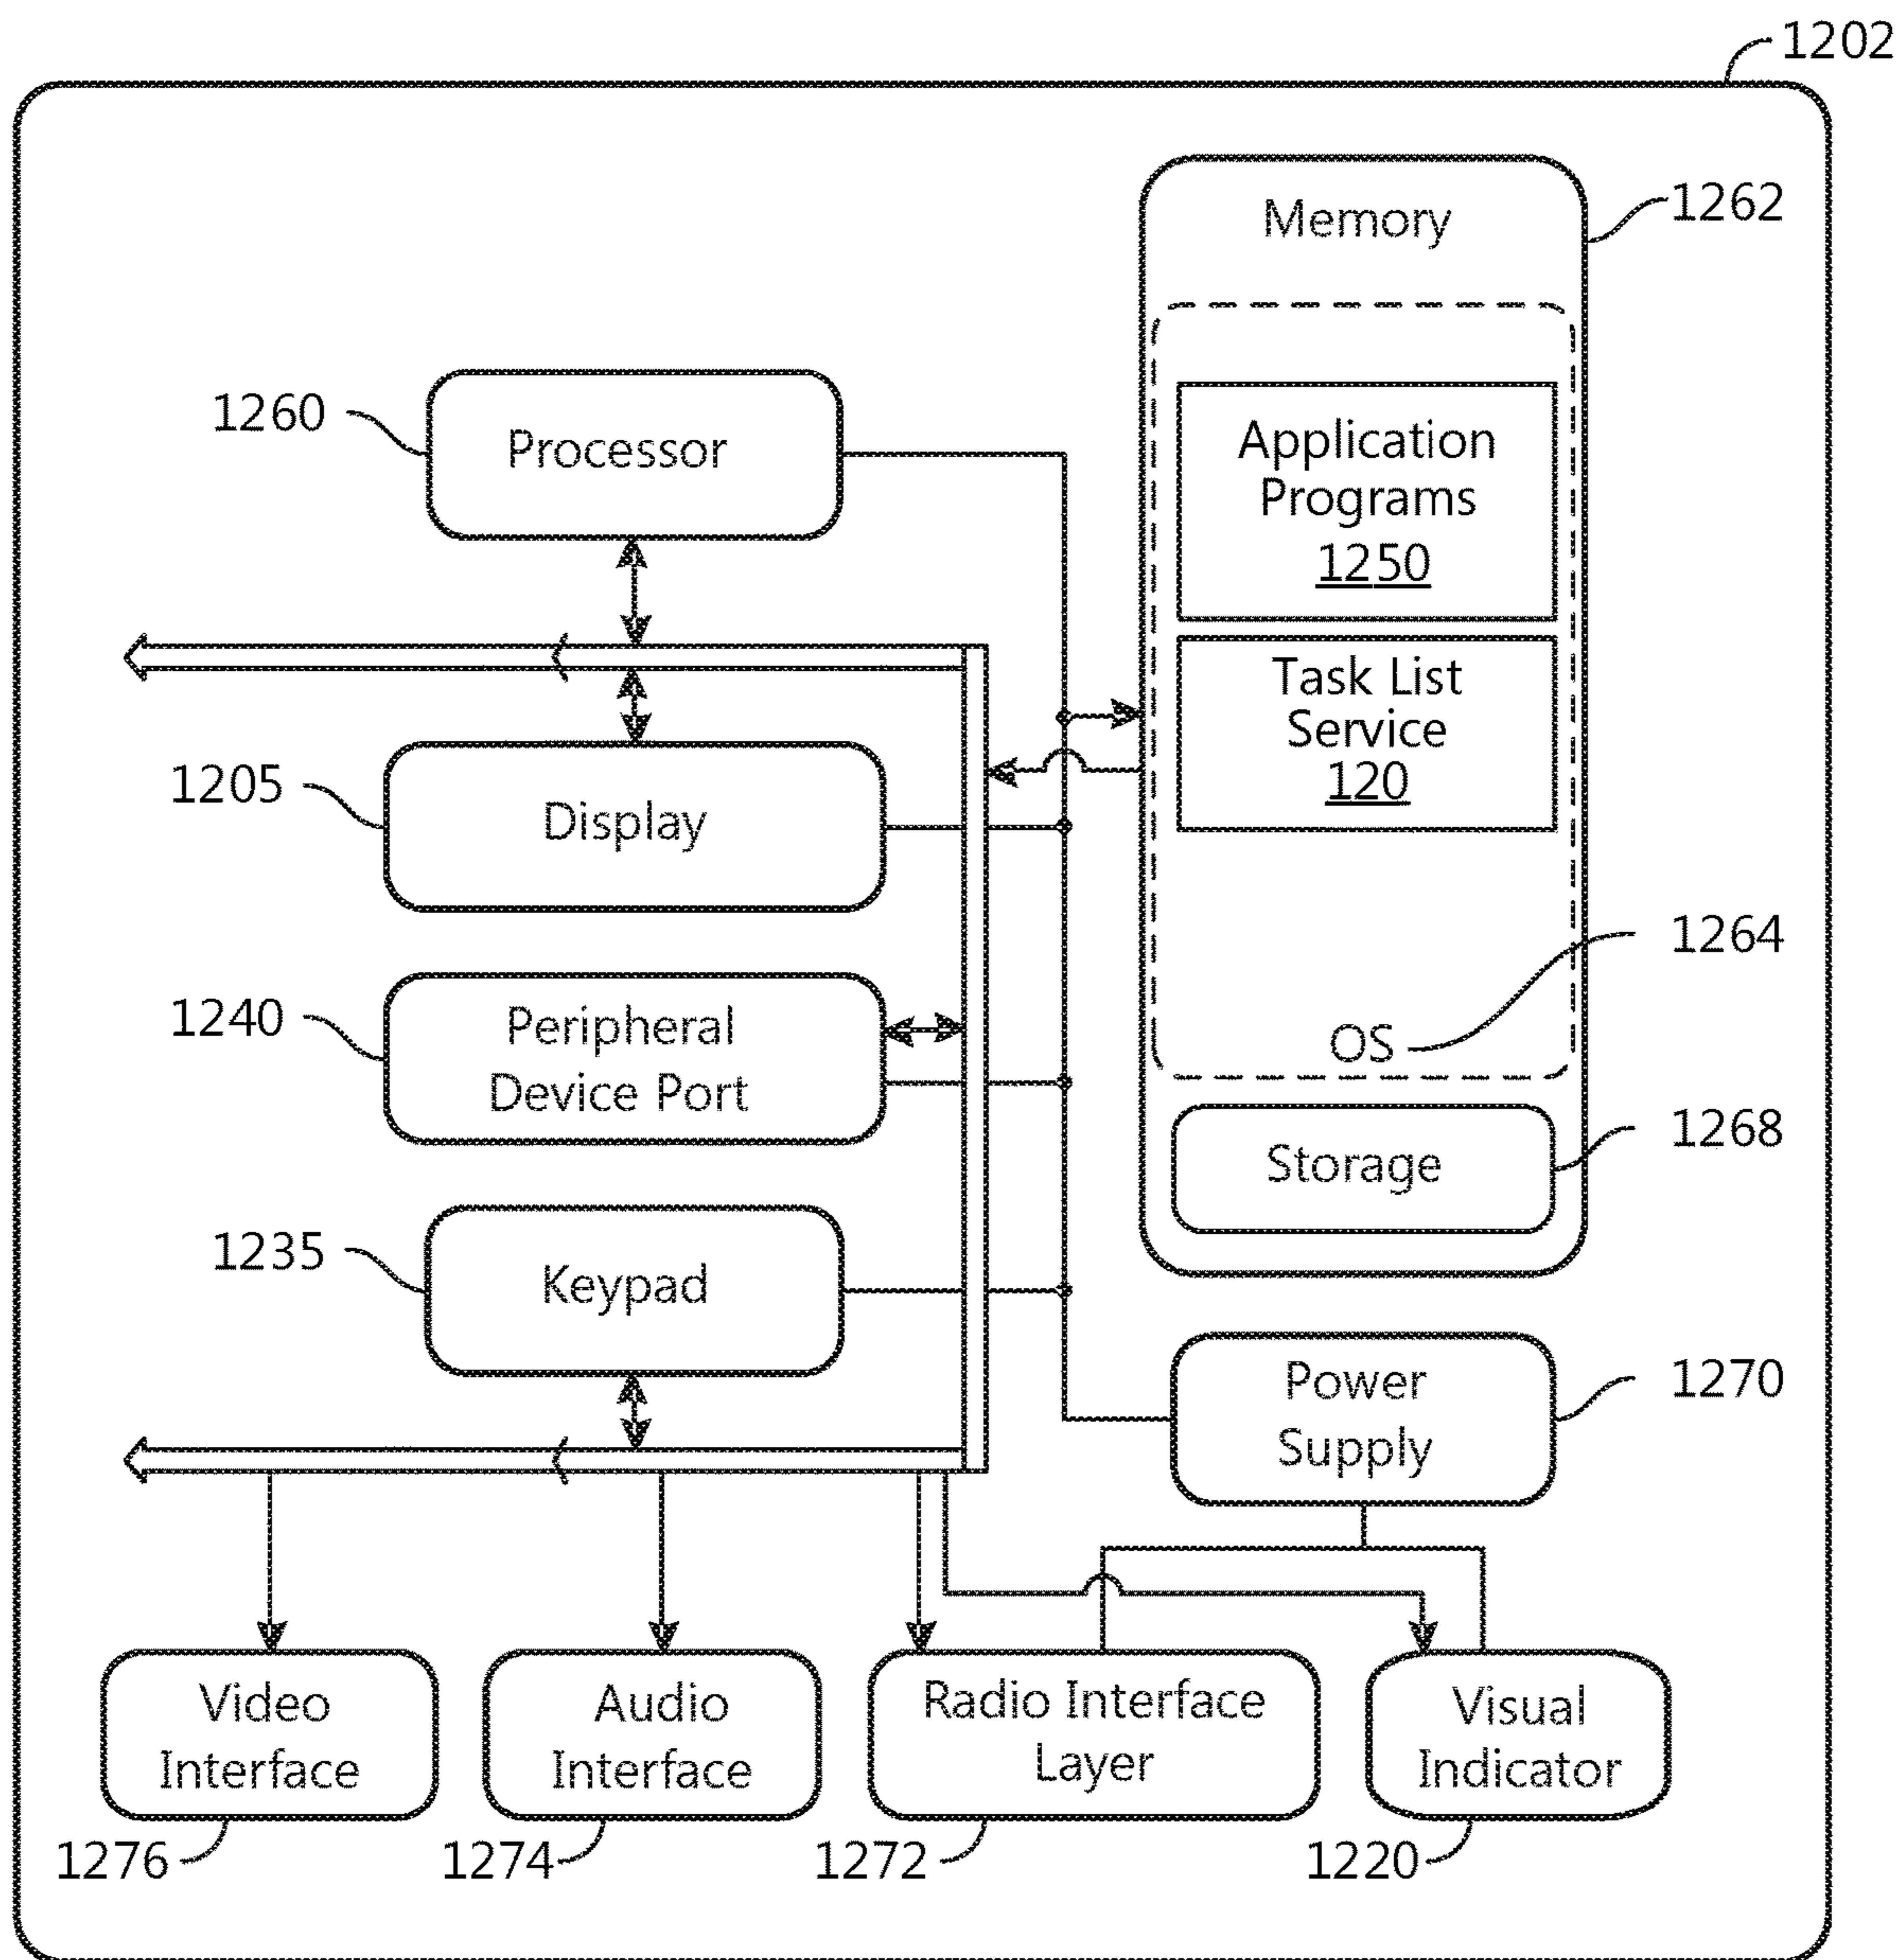 1202
Memory
1262
Application
Programs
1250
1260
Processor
Task List
Service
120
1205
Display
1264
1240
Peripheral
Device Port
OS
1268
Storage
1235
Keypad
Power
Supply
1270
Video
Interface
Audio
Interface
Radio Interface
Layer
Visual
Indicator
1276
1274
1272
1220